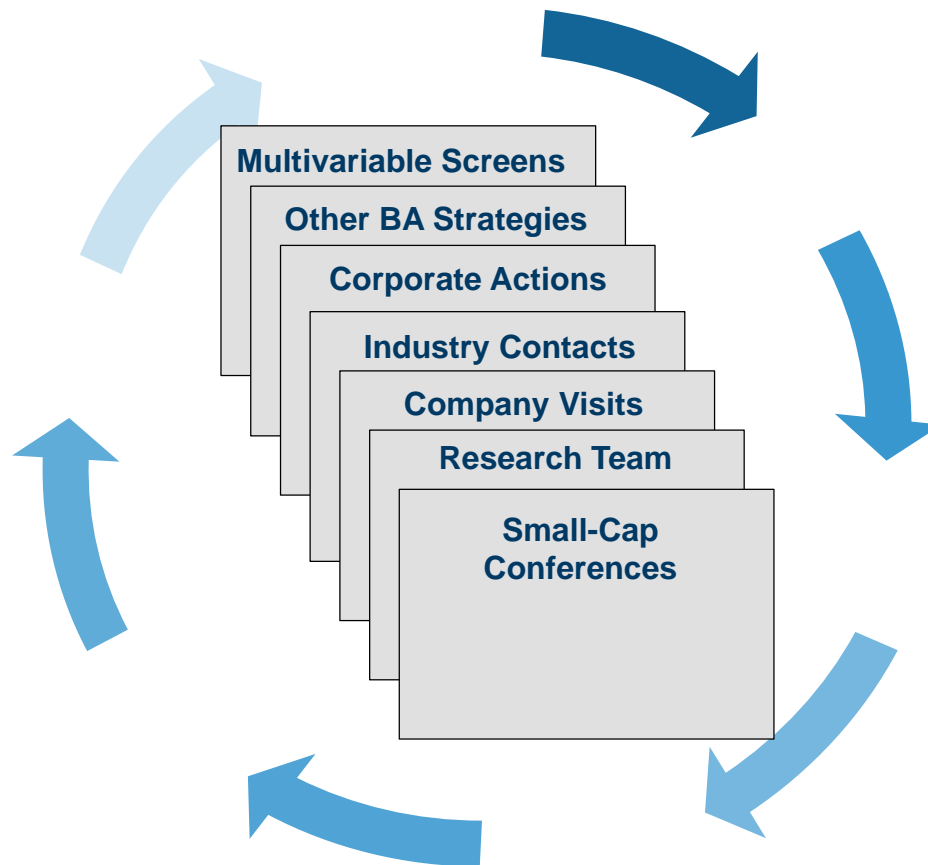 Multivariable Screens
Other BA Strategies
Corporate Actions
Industry Contacts
Company Visits
Research Team
Small-Cap
Conferences